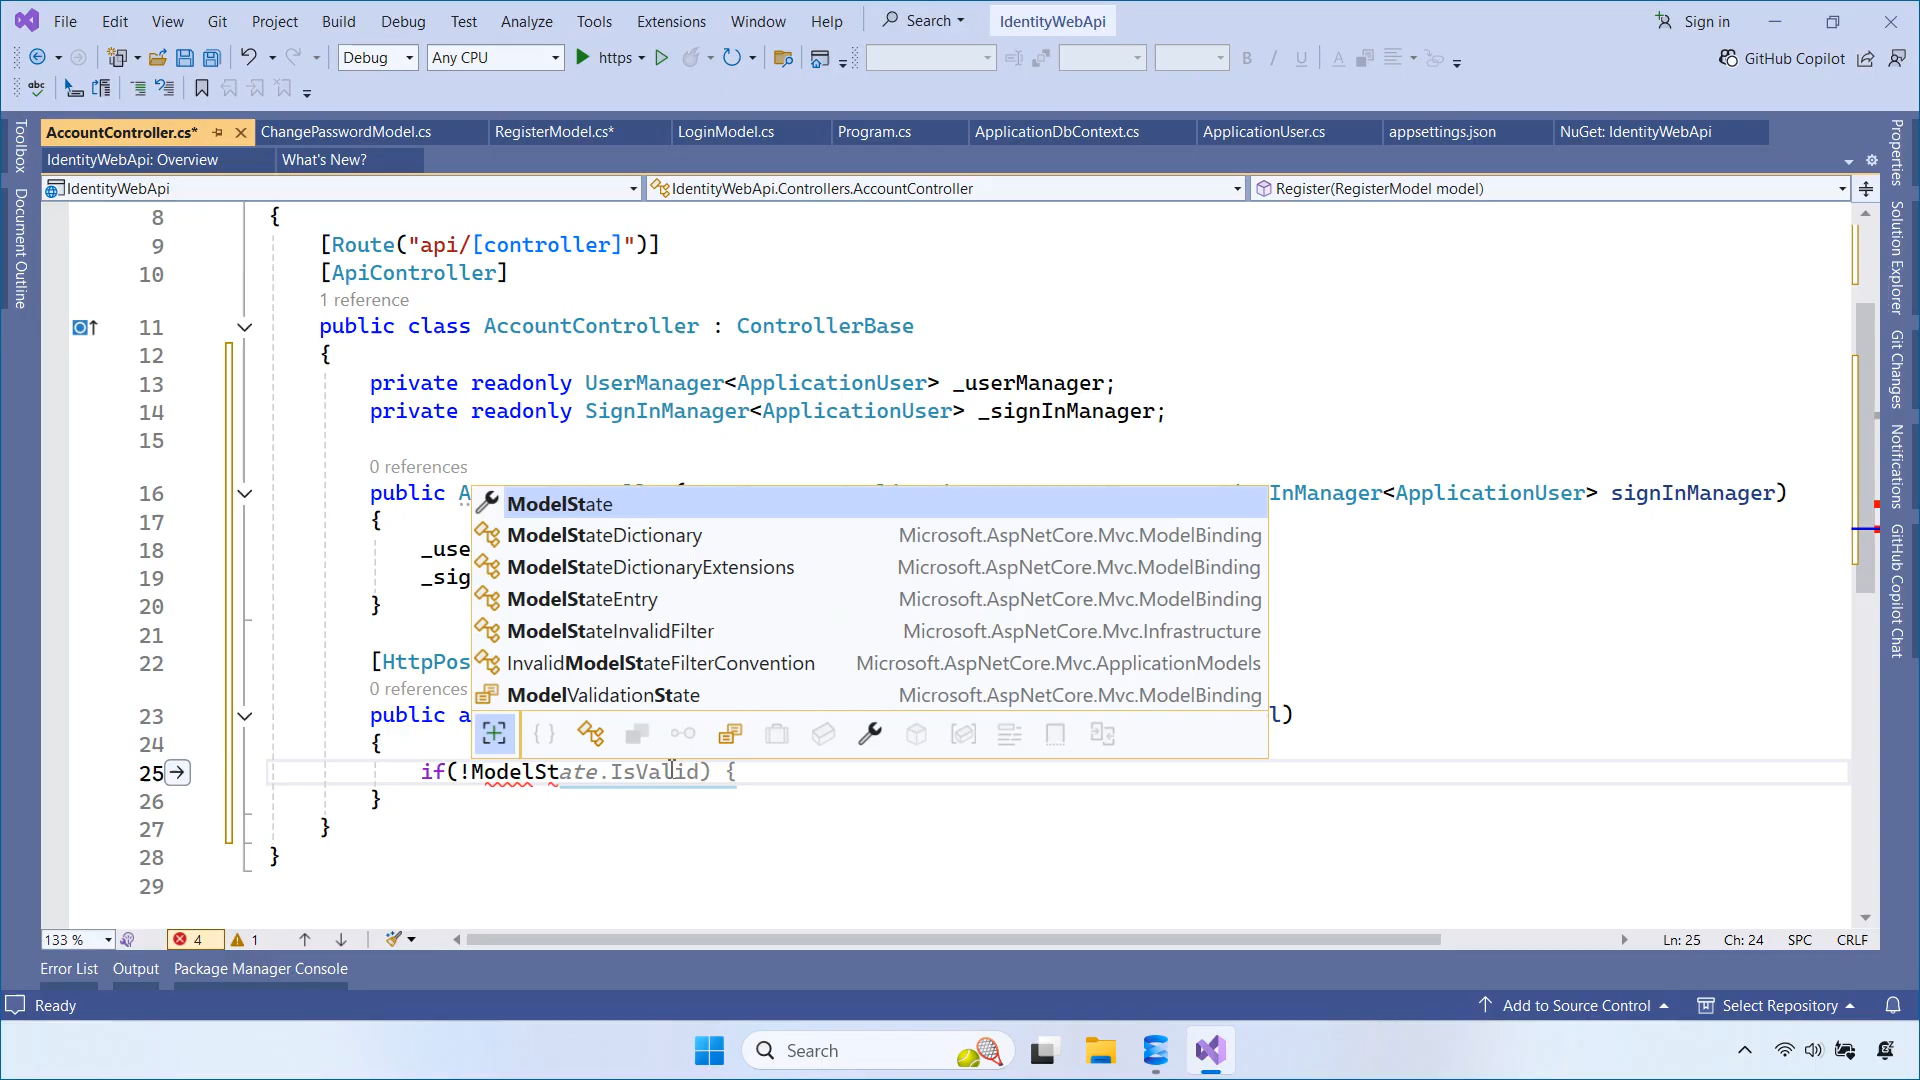 File Edit View Git Project Build Debug Test Analyze Tools Extensions Window Help Search IdentityWebApi Sign in
Debug Any CPU https GitHub Copilot
AccountController.cs* ChangePasswordModel.cs RegisterModel.cs* LoginModel.cs Program.cs ApplicationDbContext.cs ApplicationUser.cs appsettings.json NuGet: IdentityWebApi
IdentityWebApi: Overview What's New?
IdentityWebApi IdentityWebApi.Controllers.AccountController Register(RegisterModel model)
Toolbox
Document Outline
8 {
9 [Route("api/[controller]")]
10 [ApiController]
1 reference
11 public class AccountController : ControllerBase
12 {
13 private readonly UserManager<ApplicationUser> _userManager;
14 private readonly SignInManager<ApplicationUser> _signInManager;
15
0 references
16 public A InManager<ApplicationUser> signInManager)
17 {
18 _use
19 _sig
20 }
21
22 [HttpPos
0 references
23 public a l)
24 {
25 if(!ModelState.IsValid) {
26 }
27 }
28 }
29
ModelState
ModelStateDictionary Microsoft.AspNetCore.Mvc.ModelBinding
ModelStateDictionaryExtensions Microsoft.AspNetCore.Mvc.ModelBinding
ModelStateEntry Microsoft.AspNetCore.Mvc.ModelBinding
ModelStateInvalidFilter Microsoft.AspNetCore.Mvc.Infrastructure
InvalidModelStateFilterConvention Microsoft.AspNetCore.Mvc.ApplicationModels
ModelValidationState Microsoft.AspNetCore.Mvc.ModelBinding
Properties
Solution Explorer
Git Changes
Notifications
GitHub Copilot Chat
133 % 4 1 Ln: 25 Ch: 24 SPC CRLF
Error List Output Package Manager Console
Ready Add to Source Control Select Repository
Search